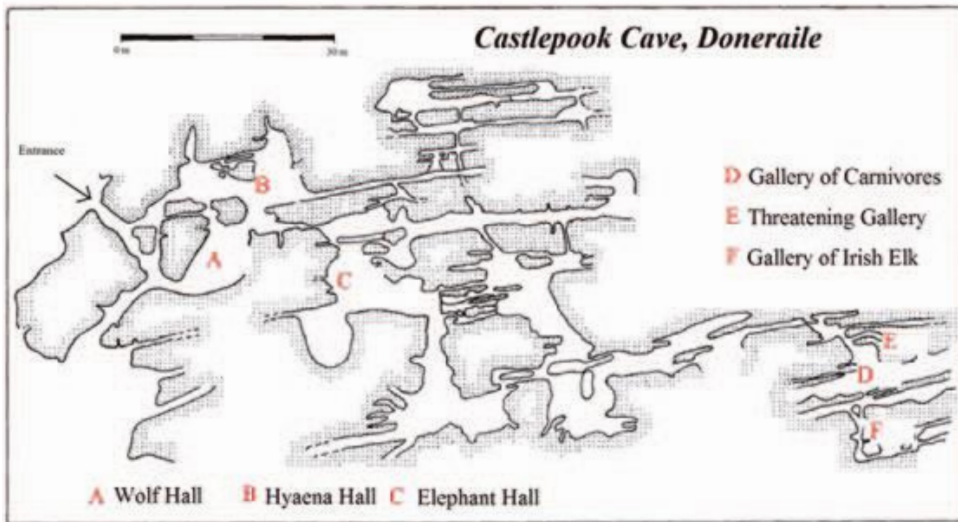 Castlepook Cave, Doneraile
0 m 30 m
Entrance
B
A
C
D Gallery of Carnivores
E Threatening Gallery
F Gallery of Irish Elk
E
D
F
A Wolf Hall B Hyaena Hall C Elephant Hall